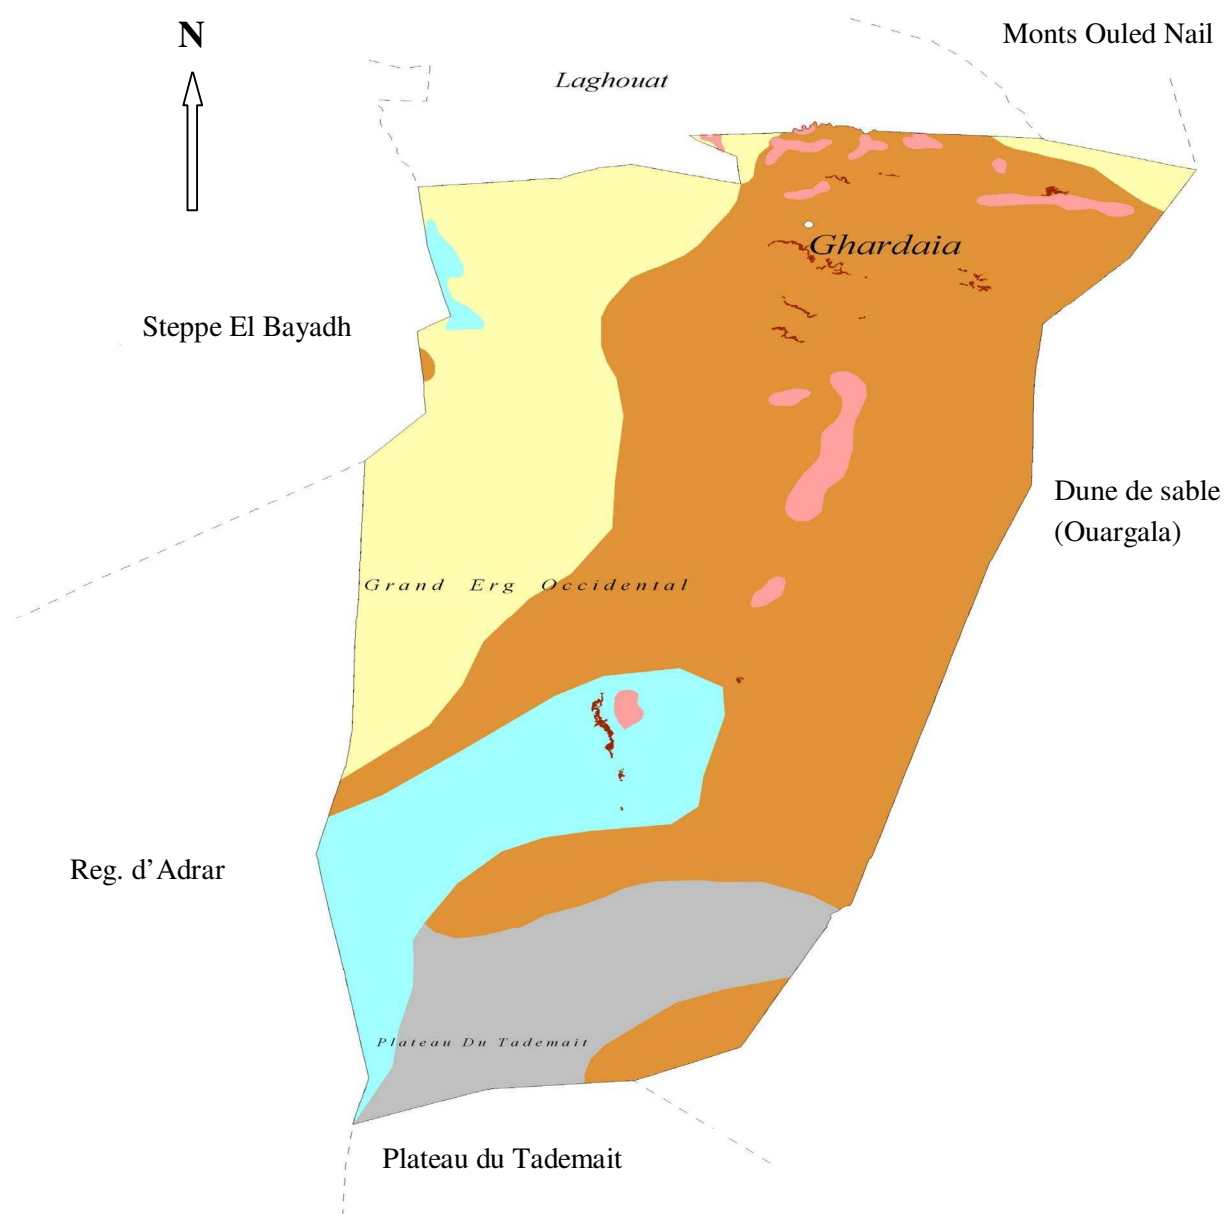 N
Monts Ouled Nail
Laghouat
Ghardaia
Steppe El Bayadh
Dune de sable
(Ouargala)
Grand Erg Occidental
Reg. d’Adrar
Plateau Du Tademait
Plateau du Tademait